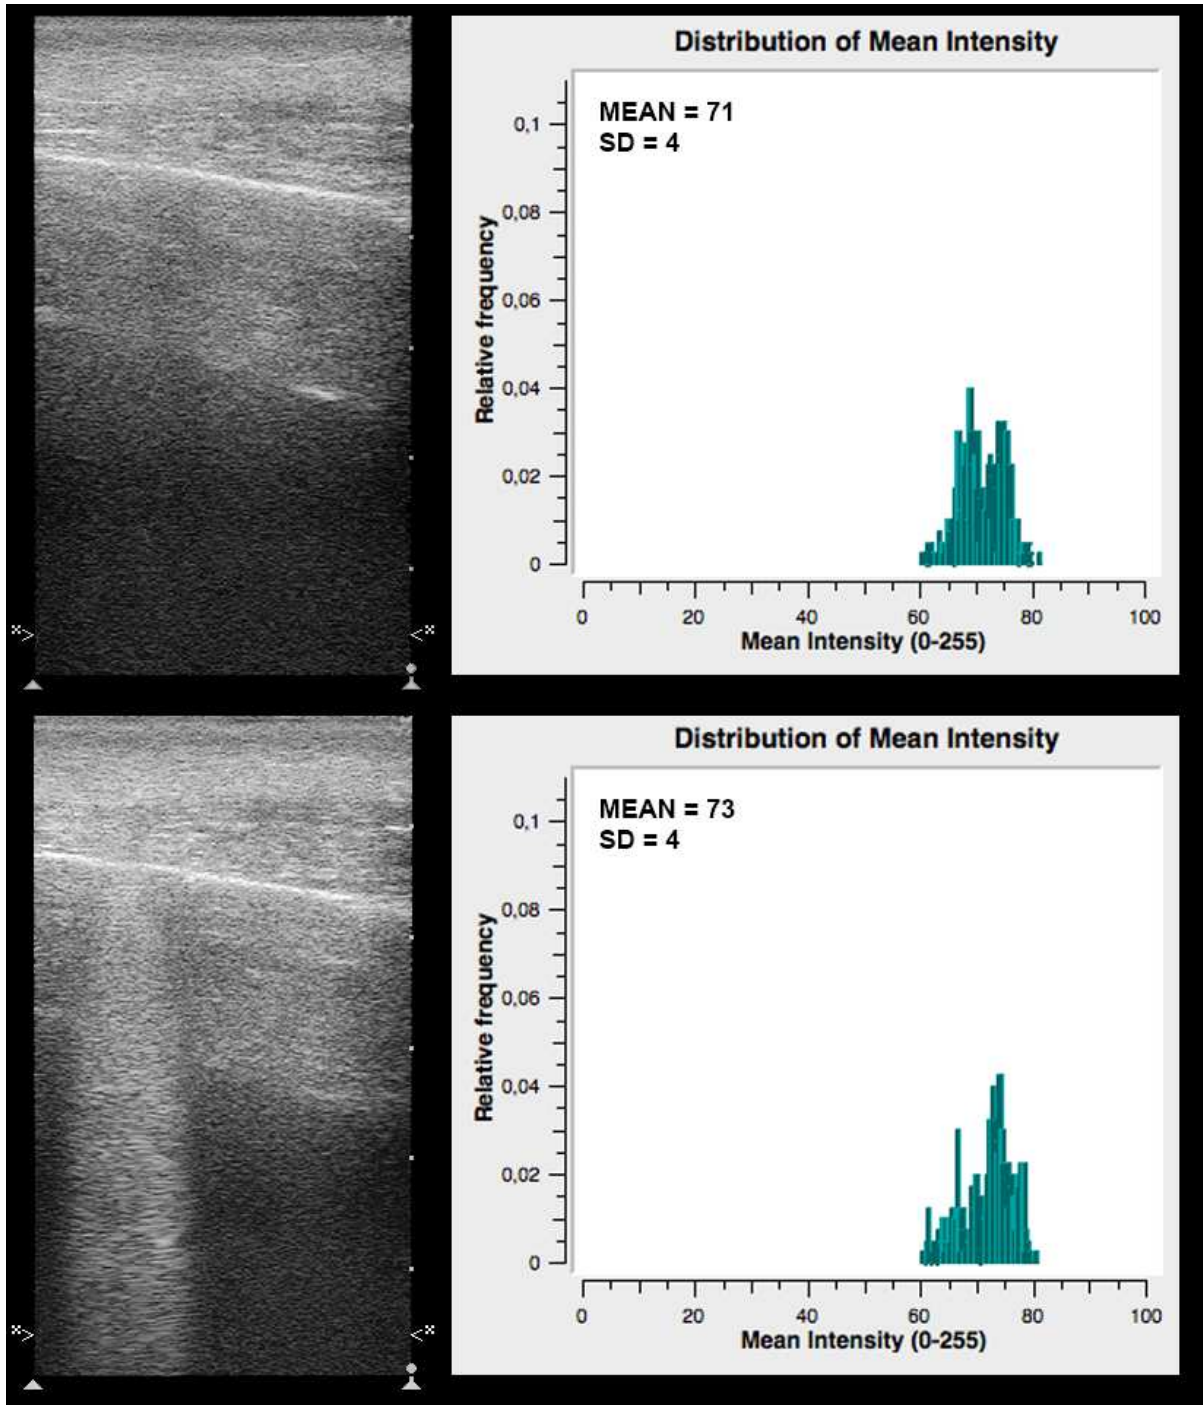 Distribution of Mean Intensity
MEAN = 71
SD = 4
Relative frequency
0,1
0,08
0,06
0,04
0,02
0
0 20 40 60 80 100
Mean Intensity (0-255)
Distribution of Mean Intensity
MEAN = 73
SD = 4
Relative frequency
0,1
0,08
0,06
0,04
0,02
0
0 20 40 60 80 100
Mean Intensity (0-255)